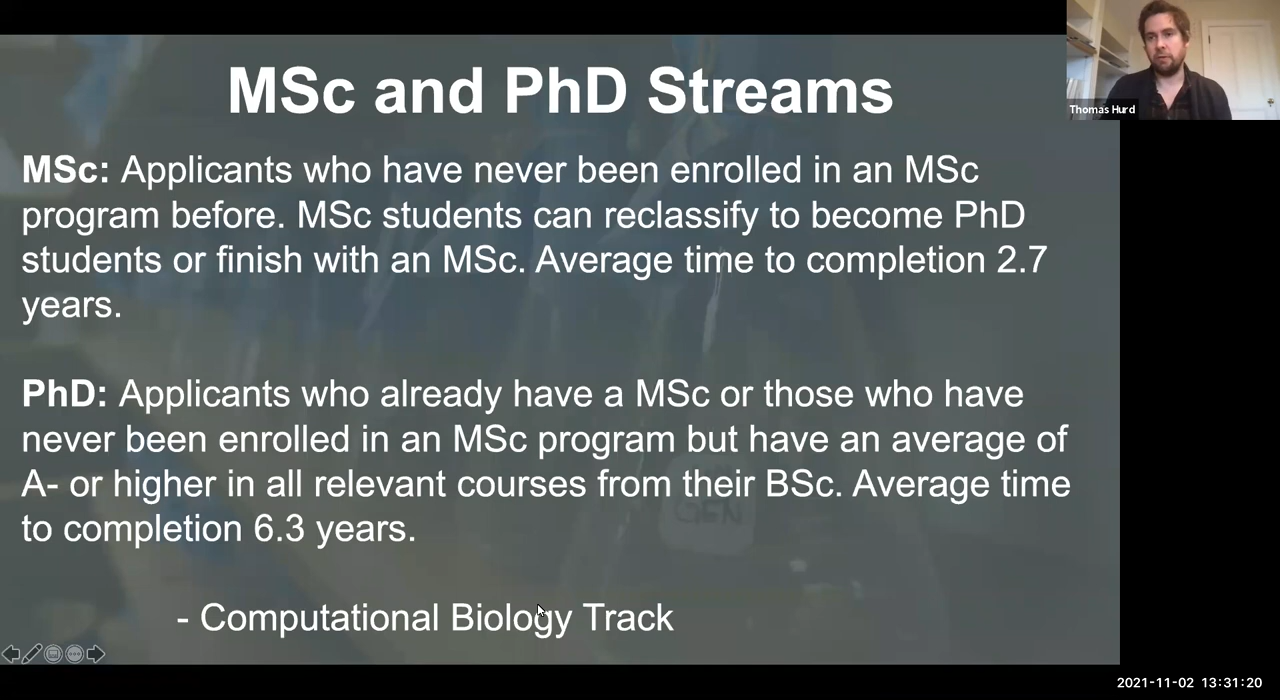 MSc and PhD Streams
Thomas Hurd
MSc: Applicants who have never been enrolled in an MSc
program before. MSc students can reclassify to become PhD
students or finish with an MSc. Average time to completion 2.7
years.
PhD: Applicants who already have a MSc or those who have
never been enrolled in an MSc program but have an average of
A- or higher in all relevant courses from their BSc. Average time
to completion 6.3 years.
GEN
- Computational Biology Track
2021-11-02 13:31:20